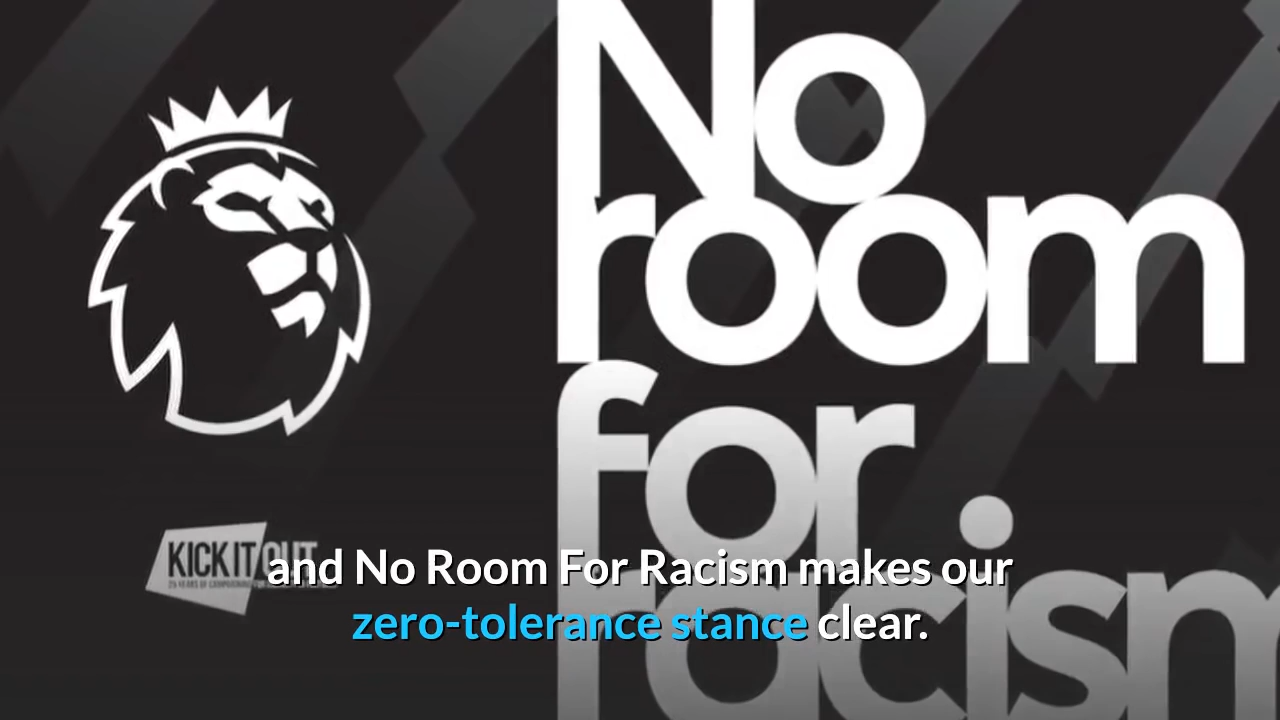 No
room
for
racism
KICK IT OUT
and No Room For Racism makes our
zero-tolerance stance clear.